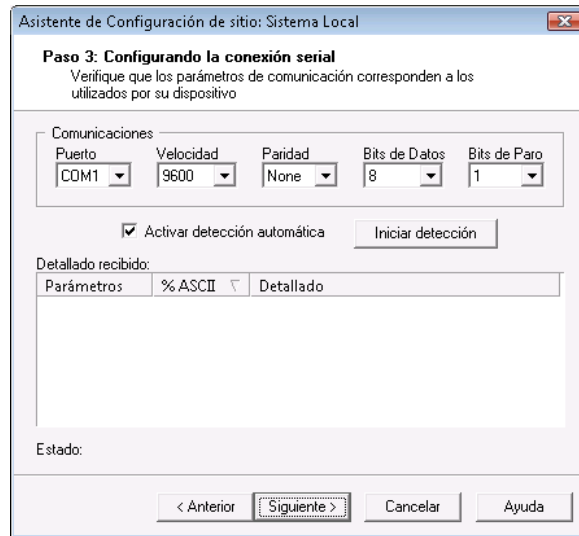 Asistente de Configuración de sitio: Sistema Local
Paso 3: Configurando la conexión serial
Verifique que los parámetros de comunicación corresponden a los
utilizados por su dispositivo
Comunicaciones
Puerto Velocidad Paridad Bits de Datos Bits de Paro
COM1 9600 None 8 1
Activar detección automática Iniciar detección
Detallado recibido:
Parámetros % ASCII Detallado
Estado:
< Anterior Siguiente > Cancelar Ayuda